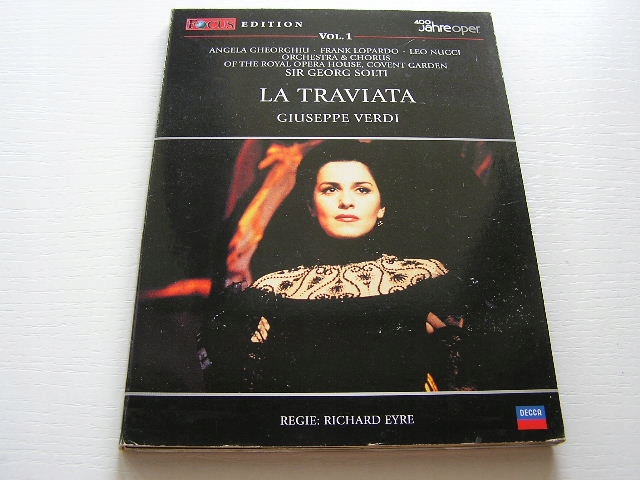 FOCUS EDITION
400 Jahre oper
VOL. 1
ANGELA GHEORGHIU · FRANK LOPARDO · LEO NUCCI
ORCHESTRA & CHORUS
OF THE ROYAL OPERA HOUSE, COVENT GARDEN
SIR GEORG SOLTI
LA TRAVIATA
GIUSEPPE VERDI
REGIE: RICHARD EYRE
DECCA